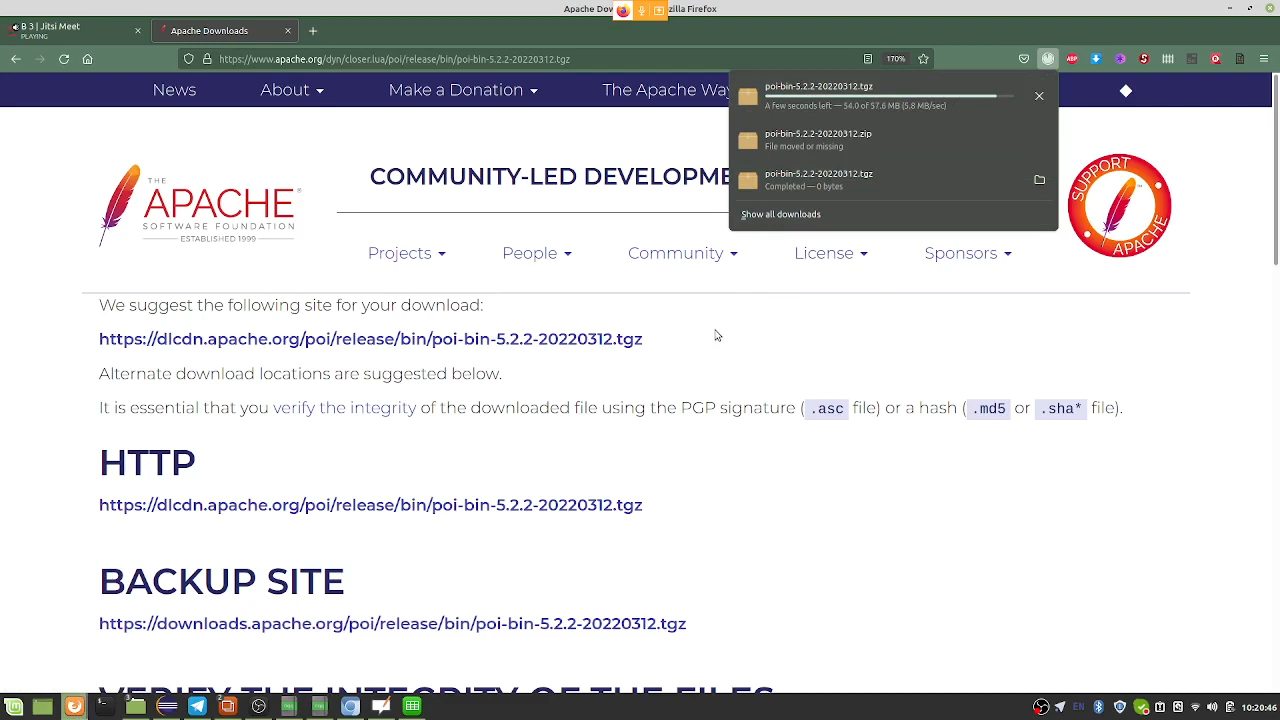 Apache Dow
zilla Firefox
B 3 | Jitsi Meet
PLAYING
Apache Downloads
https://www.apache.org/dyn/closer.lua/poi/release/bin/poi-bin-5.2.2-20220312.tgz
170%
ABP
News
About
Make a Donation
The Apache Way
poi-bin-5.2.2-20220312.tgz
A few seconds left — 54.0 of 57.6 MB (5.8 MB/sec)
poi-bin-5.2.2-20220312.zip
File moved or missing
poi-bin-5.2.2-20220312.tgz
Completed — 0 bytes
Show all downloads
THE
APACHE
SOFTWARE FOUNDATION
ESTABLISHED 1999
COMMUNITY-LED DEVELOPME
SUPPORT
APACHE
Projects
People
Community
License
Sponsors
We suggest the following site for your download:
https://dlcdn.apache.org/poi/release/bin/poi-bin-5.2.2-20220312.tgz
Alternate download locations are suggested below.
It is essential that you verify the integrity of the downloaded file using the PGP signature (.asc file) or a hash (.md5 or .sha* file).
HTTP
https://dlcdn.apache.org/poi/release/bin/poi-bin-5.2.2-20220312.tgz
BACKUP SITE
https://downloads.apache.org/poi/release/bin/poi-bin-5.2.2-20220312.tgz
VERIFY THE INTEGRITY OF THE FILES
EN
10:20:46